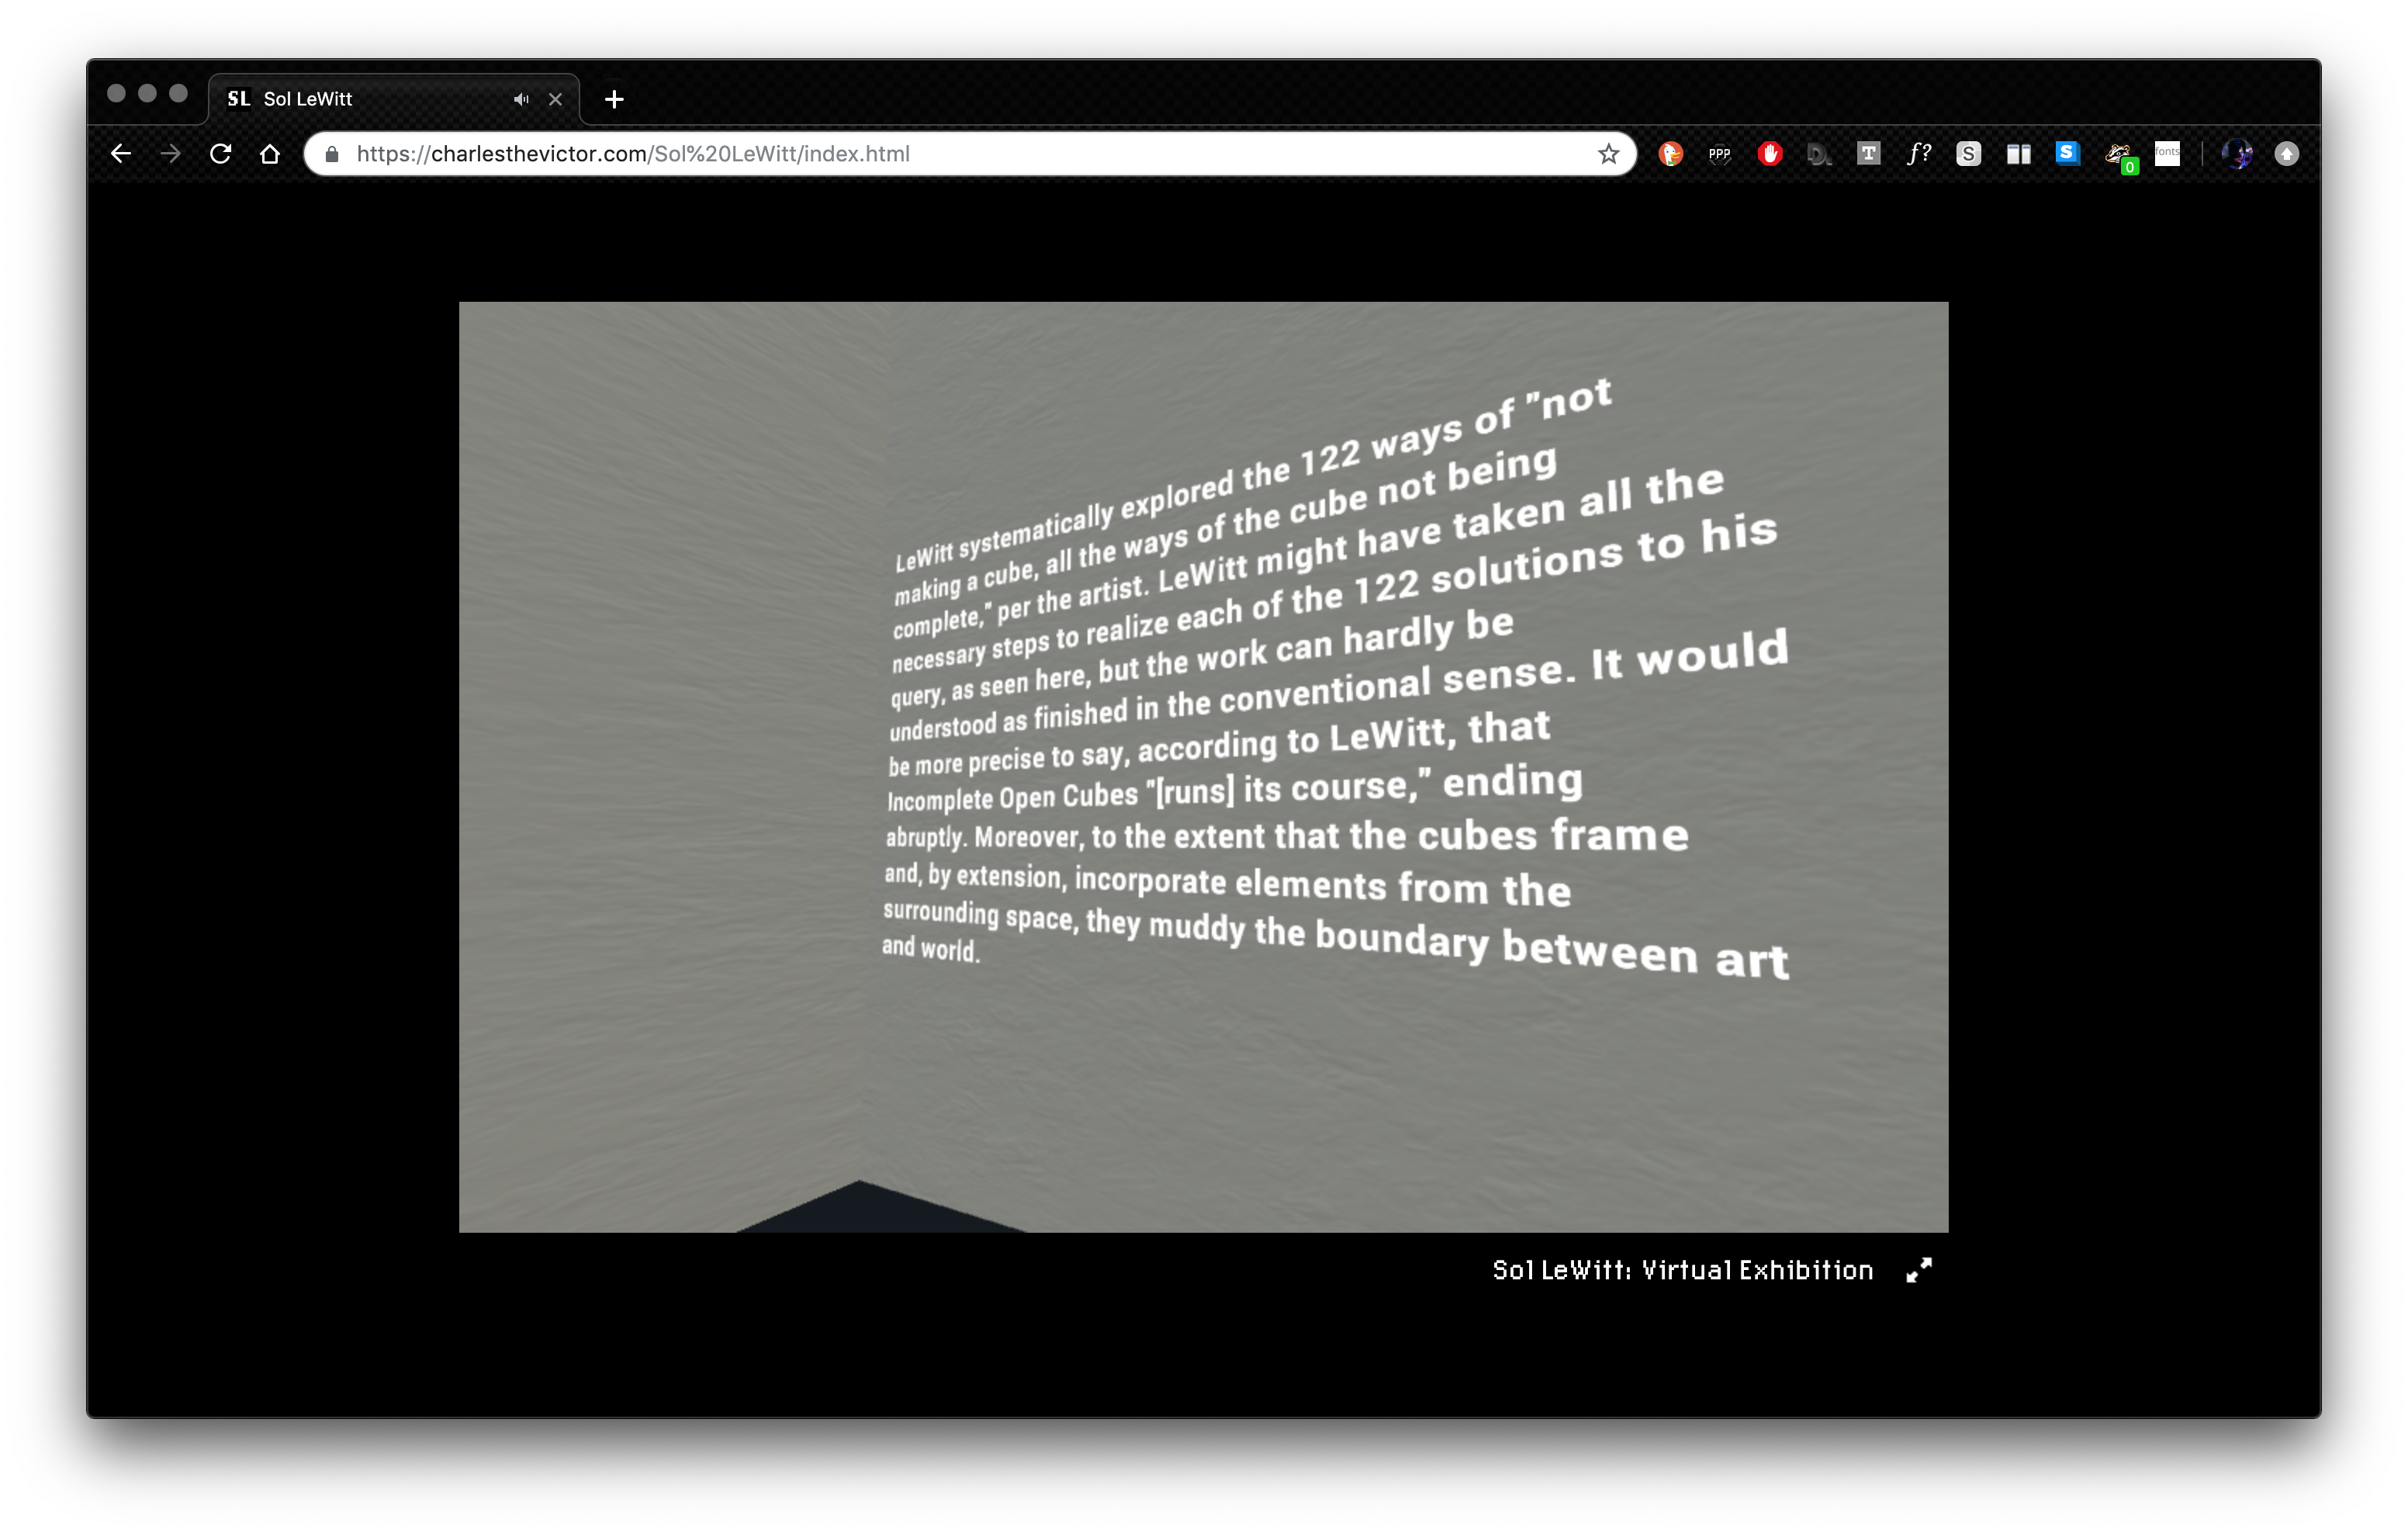 SL Sol LeWitt
https://charlesthevictor.com/Sol%20LeWitt/index.html
PPP
D.
T
f?
S
S
0
fonts
LeWitt systematically explored the 122 ways of "not
making a cube, all the ways of the cube not being
complete," per the artist. LeWitt might have taken all the
necessary steps to realize each of the 122 solutions to his
query, as seen here, but the work can hardly be
understood as finished in the conventional sense. It would
be more precise to say, according to LeWitt, that
Incomplete Open Cubes "[runs] its course," ending
abruptly. Moreover, to the extent that the cubes frame
and, by extension, incorporate elements from the
surrounding space, they muddy the boundary between art
and world.
Sol LeWitt: Virtual Exhibition